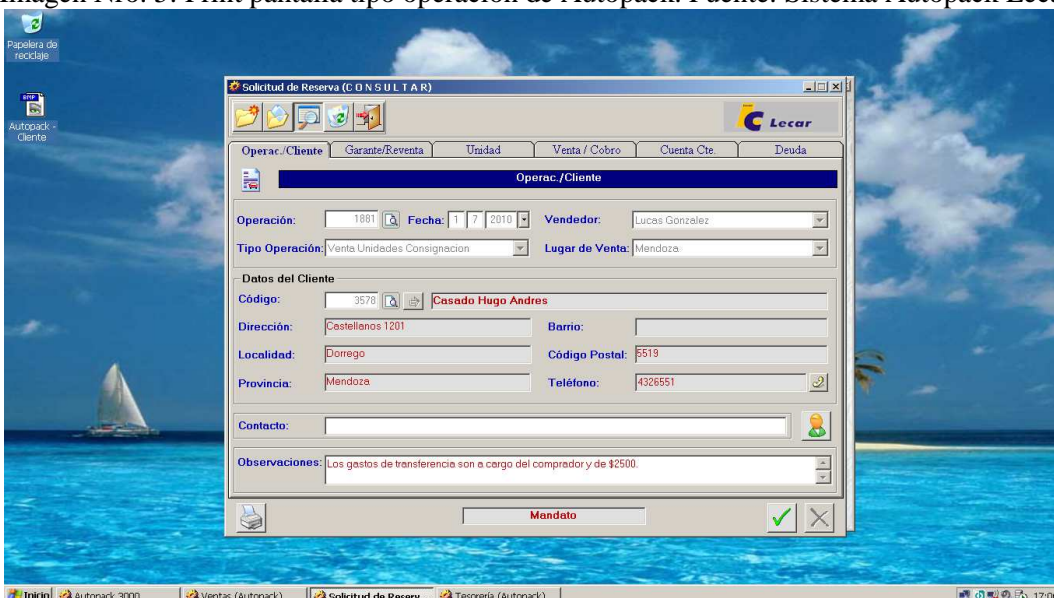 Imagen Nro. 3: Print pantalla tipo operación de Autopack. Fuente: Sistema Autopack
Papelera de
reciclaje
BMP
Autopack -
Cliente
Solicitud de Reserva (C O N S U L T A R)
Lecar
Operac./Cliente Garante/Reventa Unidad Venta / Cobro Cuenta Cte. Deuda
Operac./Cliente
Operación: 1881 Fecha: 1 7 2010 Vendedor: Lucas Gonzalez
Tipo Operación: Venta Unidades Consignacion Lugar de Venta: Mendoza
Datos del Cliente
Código: 3578 Casado Hugo Andres
Dirección: Castellanos 1201 Barrio:
Localidad: Dorrego Código Postal: 5519
Provincia: Mendoza Teléfono: 4326551
Contacto:
Observaciones: Los gastos de transferencia son a cargo del comprador y de $2500.
Mandato
Inicio Autopack 3000 Ventas (Autopack) Solicitud de Reserv... Tesorería (Autopack)